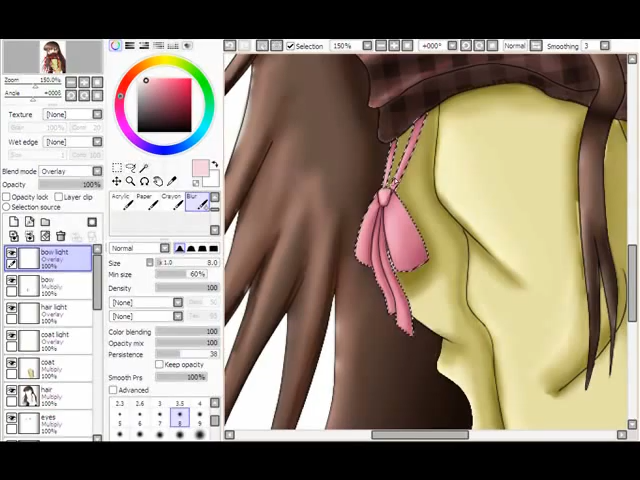 Selection 150% +000° Normal Smoothing 3
Zoom 150.0%
Angle +000
Texture [None]
Wet edge [None]
Blend mode Overlay
Opacity 100%
Opacity lock Layer clip
Selection source
bow light
Overlay
100%
bow
Multiply
100%
hair light
Overlay
100%
coat light
Overlay
100%
coat
Multiply
100%
hair
Multiply
100%
eyes
Multiply
Acrylic Paper Crayon Blur
Normal
Size x 1.0 8.0
Min size 60%
Density 100
[None]
[None]
Color blending 100
Opacity mix 100
Persistence 38
Keep opacity
Smooth Prs 100%
Advanced
2.3 2.6 3 3.5 4
5 6 7 8 9